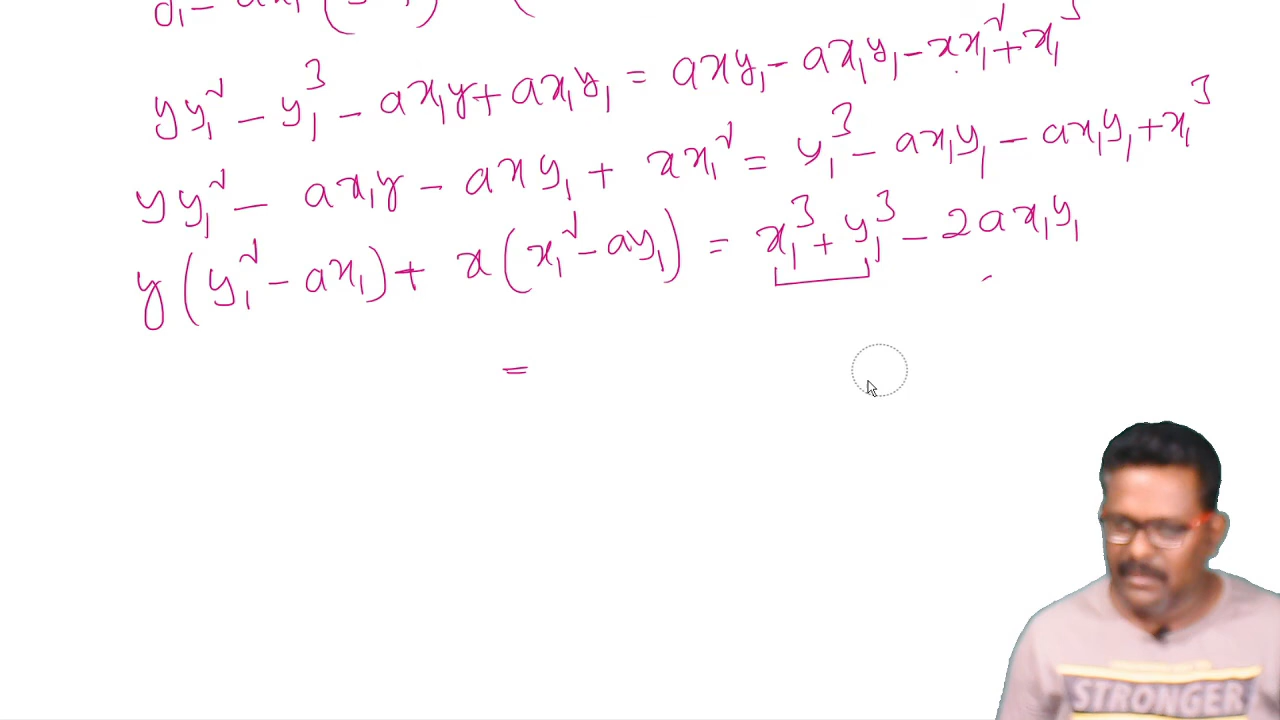 yy₁² - y₁³ - ax₁y + ax₁y₁ = axy₁ - ax₁y₁ - xx₁² + x₁³
yy₁² - ax₁y - axy₁ + xx₁² = y₁³ - ax₁y₁ - ax₁y₁ + x₁³
y(y₁² - ax₁) + x(x₁² - ay₁) = x₁³ + y₁³ - 2ax₁y₁
=
STRONGER